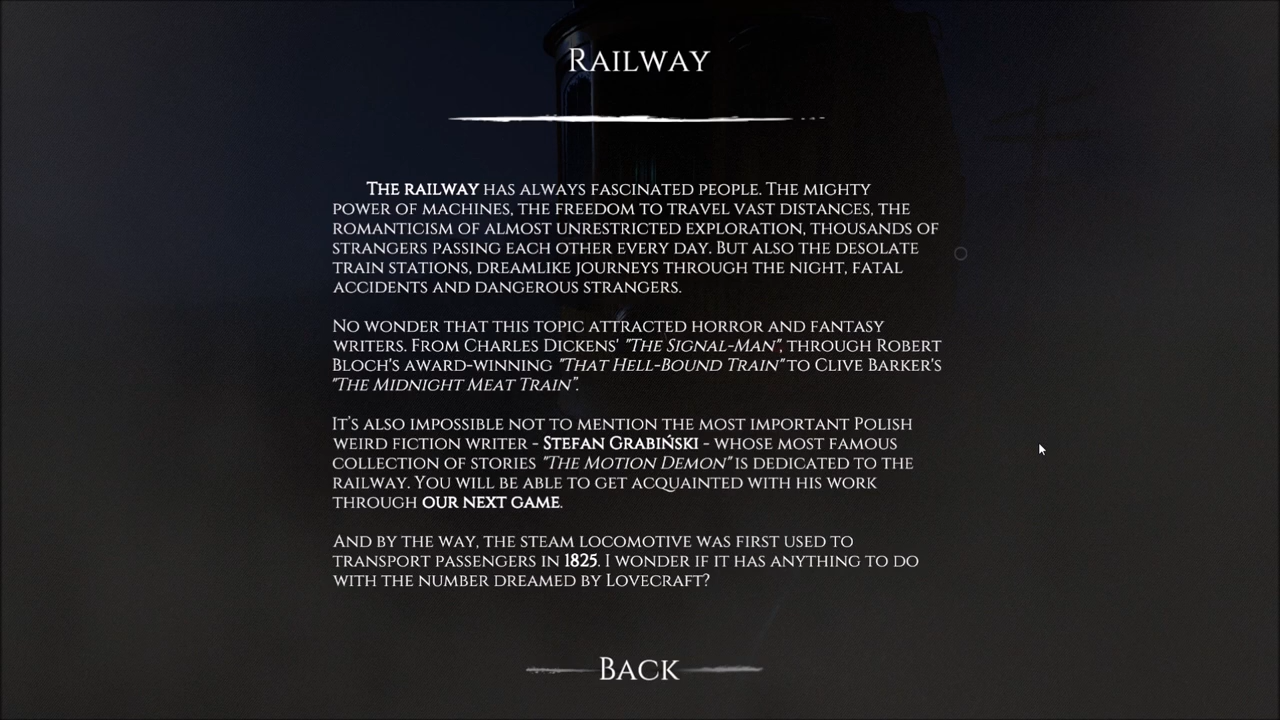 Railway
The railway has always fascinated people. The mighty
power of machines, the freedom to travel vast distances, the
romanticism of almost unrestricted exploration, thousands of
strangers passing each other every day. But also the desolate
train stations, dreamlike journeys through the night, fatal
accidents and dangerous strangers.
No wonder that this topic attracted horror and fantasy
writers. From Charles Dickens' "The Signal-Man", through Robert
Bloch's award-winning "That Hell-Bound Train" to Clive Barker's
"The Midnight Meat Train".
It's also impossible not to mention the most important Polish
weird fiction writer - Stefan Grabiński - whose most famous
collection of stories "The Motion Demon" is dedicated to the
railway. You will be able to get acquainted with his work
through our next game.
And by the way, the steam locomotive was first used to
transport passengers in 1825. I wonder if it has anything to do
with the number dreamed by Lovecraft?
Back